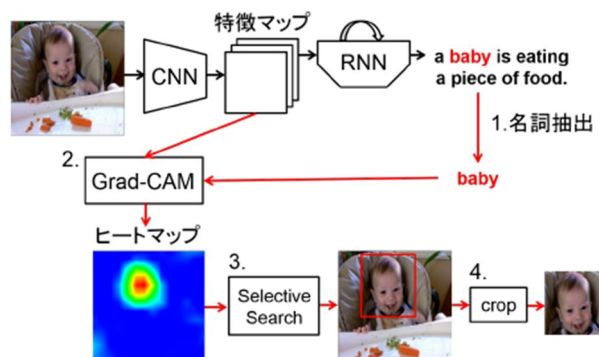 特徴マップ
CNN
RNN
a baby is eating
a piece of food.
1.名詞抽出
2.
Grad-CAM
baby
ヒートマップ
3.
Selective
Search
4.
crop